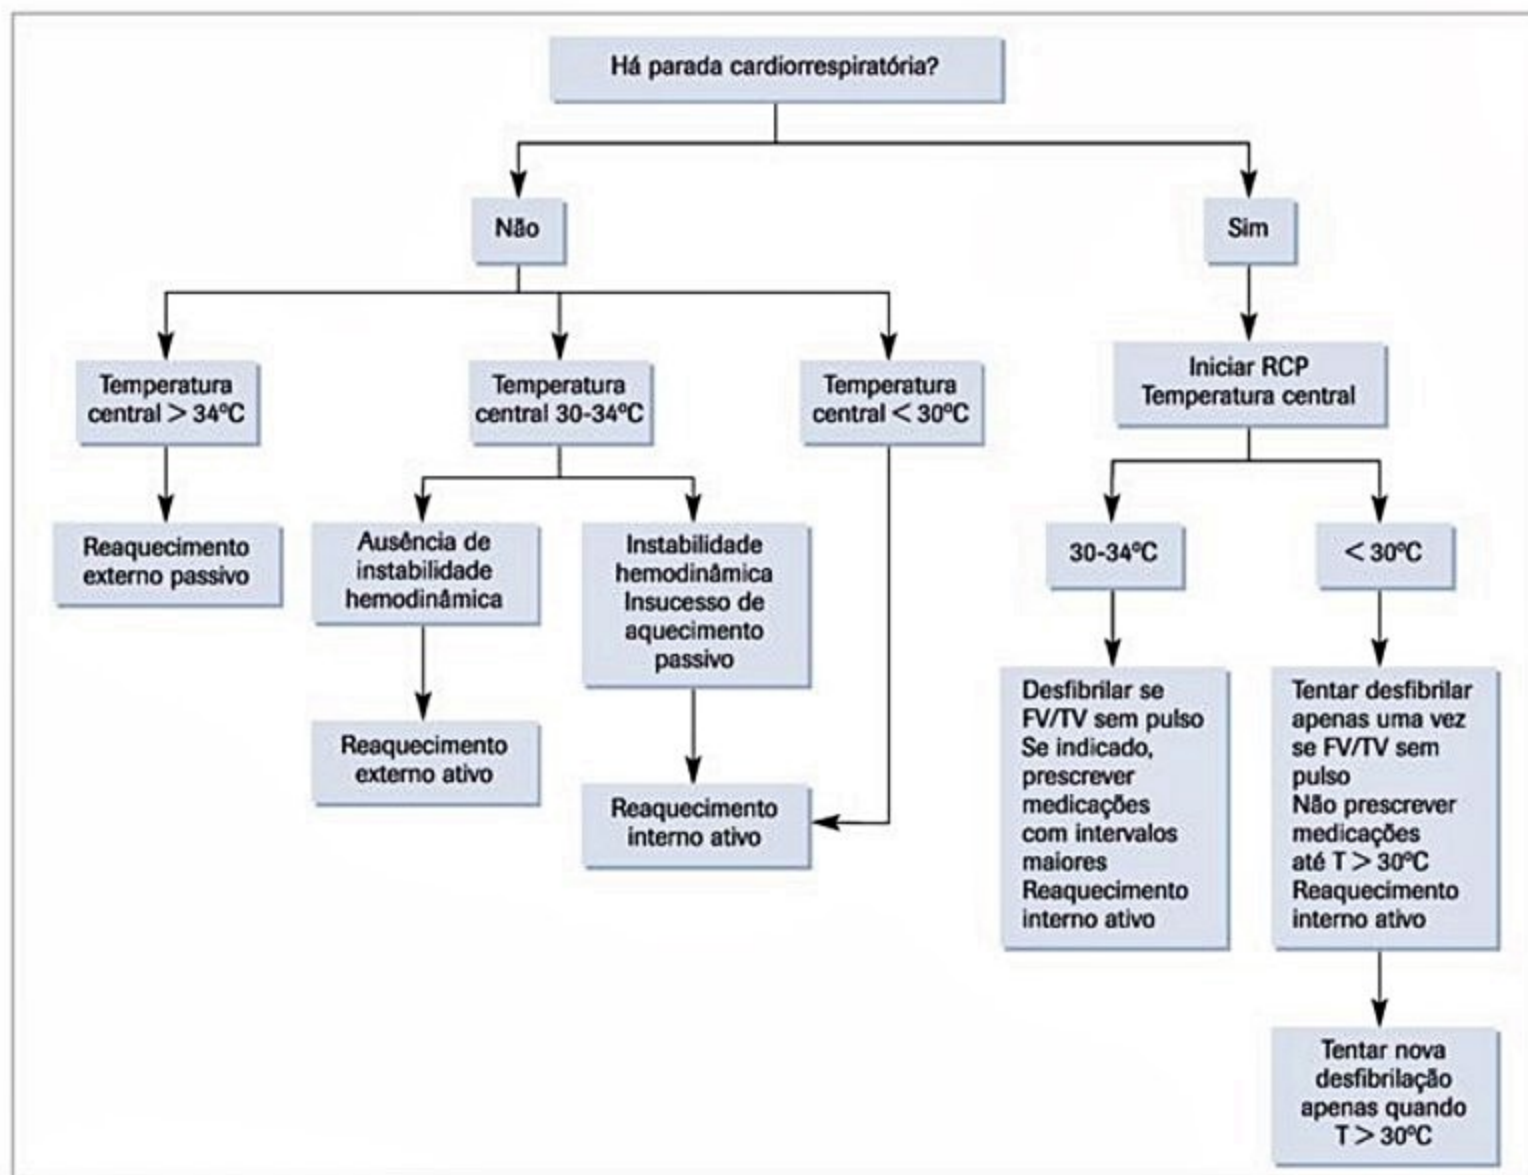 Há parada cardiorrespiratória?
Não
Sim
Temperatura
central > 34ºC
Temperatura
central 30-34ºC
Temperatura
central < 30ºC
Iniciar RCP
Temperatura central
Reaquecimento
externo passivo
Ausência de
instabilidade
hemodinâmica
Instabilidade
hemodinâmica
Insucesso de
aquecimento
passivo
30-34ºC
< 30ºC
Reaquecimento
externo ativo
Reaquecimento
interno ativo
Desfibrilar se
FV/TV sem pulso
Se indicado,
prescrever
medicações
com intervalos
maiores
Reaquecimento
interno ativo
Tentar desfibrilar
apenas uma vez
se FV/TV sem
pulso
Não prescrever
medicações
até T > 30ºC
Reaquecimento
interno ativo
Tentar nova
desfibrilação
apenas quando
T > 30ºC